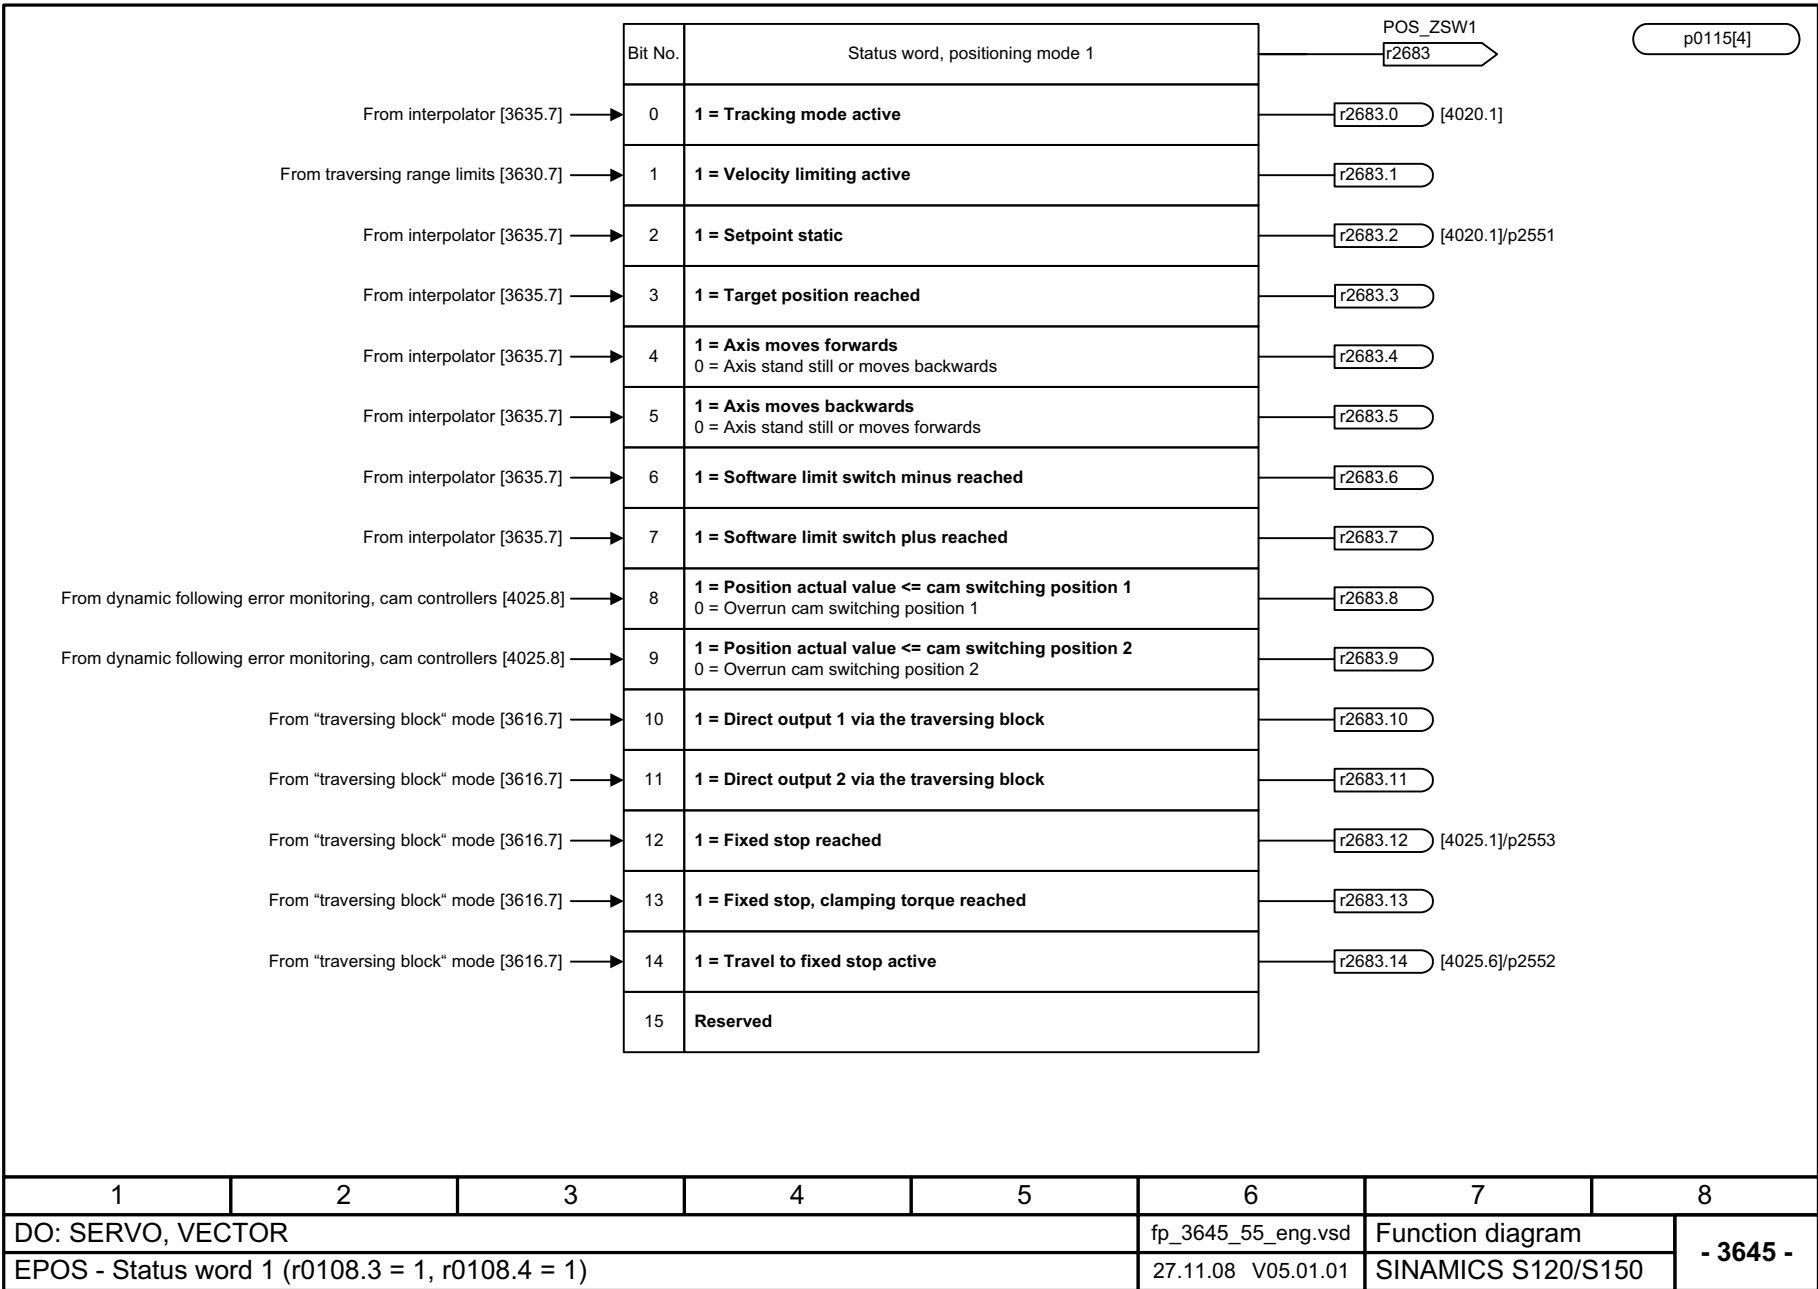 POS_ZSW1
Bit No. Status word, positioning mode 1 r2683 p0115[4]
From interpolator [3635.7] 0 1 = Tracking mode active r2683.0 [4020.1]
From traversing range limits [3630.7] 1 1 = Velocity limiting active r2683.1
From interpolator [3635.7] 2 1 = Setpoint static r2683.2 [4020.1]/p2551
From interpolator [3635.7] 3 1 = Target position reached r2683.3
From interpolator [3635.7] 4 1 = Axis moves forwards r2683.4
0 = Axis stand still or moves backwards
From interpolator [3635.7] 5 1 = Axis moves backwards r2683.5
0 = Axis stand still or moves forwards
From interpolator [3635.7] 6 1 = Software limit switch minus reached r2683.6
From interpolator [3635.7] 7 1 = Software limit switch plus reached r2683.7
From dynamic following error monitoring, cam controllers [4025.8] 8 1 = Position actual value <= cam switching position 1 r2683.8
0 = Overrun cam switching position 1
From dynamic following error monitoring, cam controllers [4025.8] 9 1 = Position actual value <= cam switching position 2 r2683.9
0 = Overrun cam switching position 2
From “traversing block“ mode [3616.7] 10 1 = Direct output 1 via the traversing block r2683.10
From “traversing block“ mode [3616.7] 11 1 = Direct output 2 via the traversing block r2683.11
From “traversing block“ mode [3616.7] 12 1 = Fixed stop reached r2683.12 [4025.1]/p2553
From “traversing block“ mode [3616.7] 13 1 = Fixed stop, clamping torque reached r2683.13
From “traversing block“ mode [3616.7] 14 1 = Travel to fixed stop active r2683.14 [4025.6]/p2552
15 Reserved
1 2 3 4 5 6 7 8
DO: SERVO, VECTOR fp_3645_55_eng.vsd Function diagram - 3645 -
EPOS - Status word 1 (r0108.3 = 1, r0108.4 = 1) 27.11.08 V05.01.01 SINAMICS S120/S150